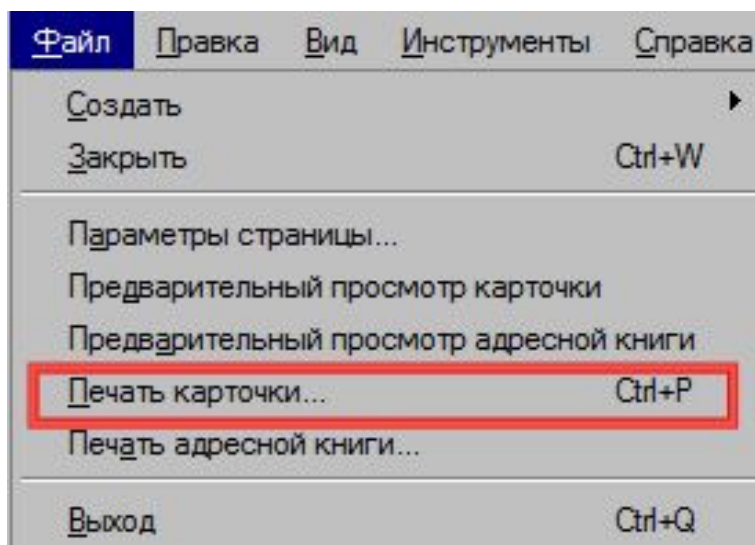 Файл Правка Вид Инструменты Справка
Создать
Закрыть Ctrl+W
Параметры страницы...
Предварительный просмотр карточки
Предварительный просмотр адресной книги
Печать карточки... Ctrl+P
Печать адресной книги...
Выход Ctrl+Q